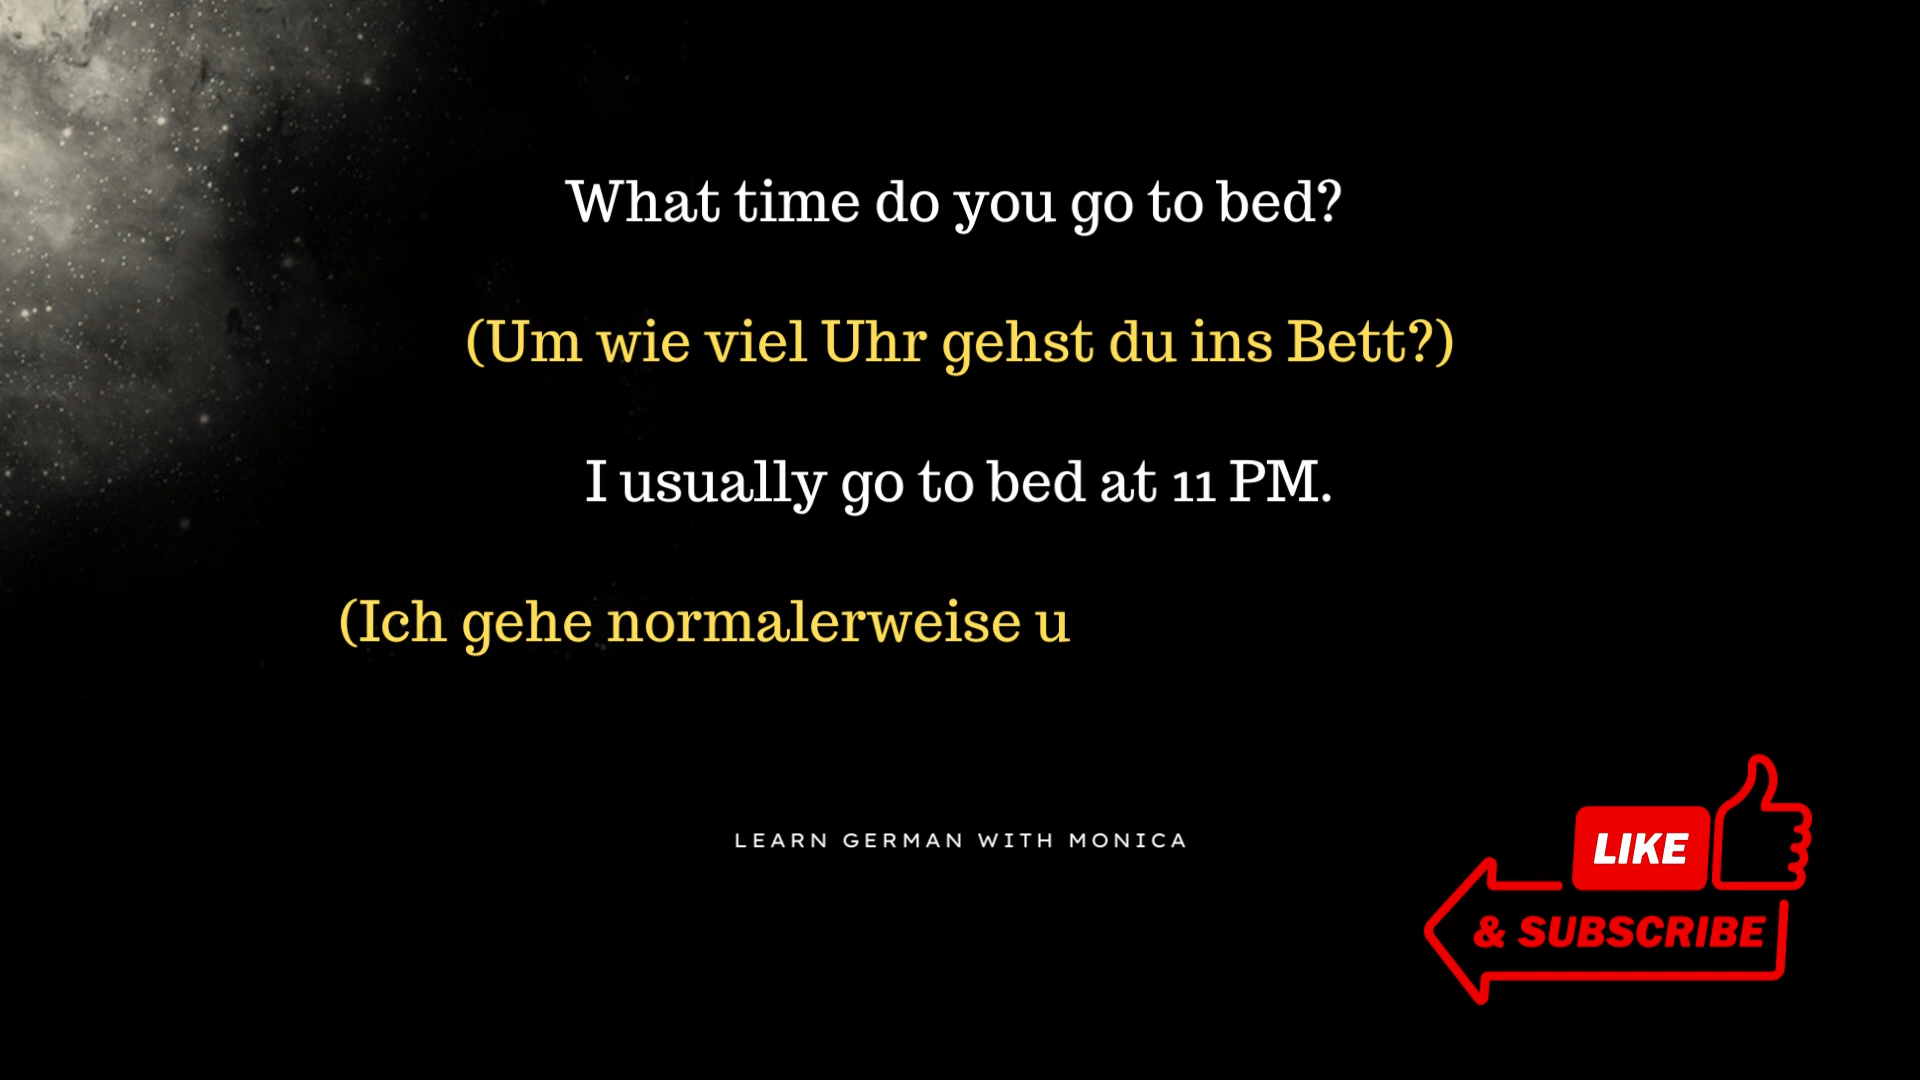 What time do you go to bed?
(Um wie viel Uhr gehst du ins Bett?)
I usually go to bed at 11 PM.
(Ich gehe normalerweise u
LEARN GERMAN WITH MONICA
LIKE
& SUBSCRIBE